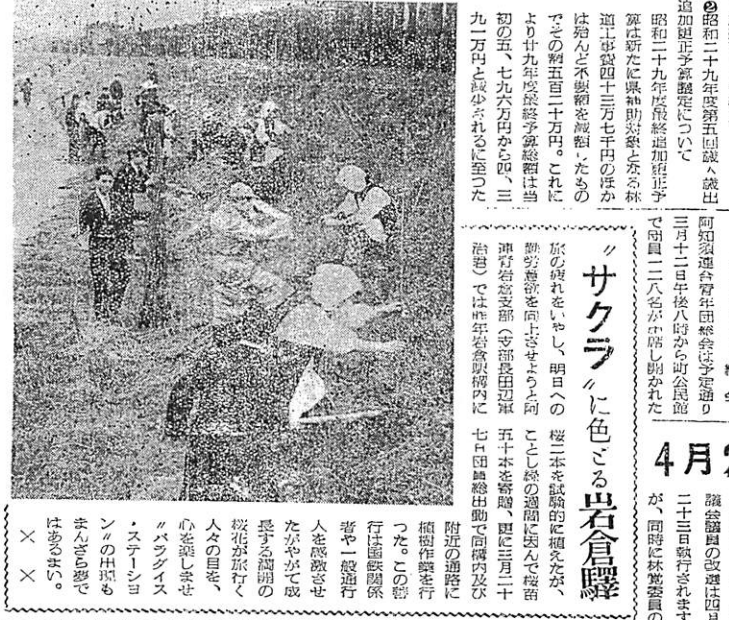 ❷昭和二十九年度第五回歳入歳出
追加更正予算議定について
昭和二十九年度最終追加更正予
算は新たに県補助対象となる林
道工事費四十三万七千円のほか
は殆んど不要額を減額したもの
でその額五百二十万円。これに
より廿九年度最終予算総額は当
初の五、七九六万円から四、三
九一万円と減少されるに至つた
阿知須連合青年団総会は予定通り
三月十二日午後八時から町公民館
で団員一二八名が出席し開かれた
4月2
議会議員の改選は四月
二十三日執行されます
が、同時に林党委員の
〃サクラ〃に色どる岩倉驛
旅の疲れをいやし、明日への
勤労意欲を向上させようと阿
連青岩倉支部（支部長田辺軍
治君）では昨年岩倉駅構内に
桜二本を試験的に植えたが、
ことし緑の週間に因んで桜苗
五十本を寄贈、更に三月二十
七日団員総出動で同構内及び
附近の通路に
植樹作業を行
つた。この善
行は国鉄関係
者や一般通行
人を感激させ
たがやがて成
長する満開の
桜花が旅行く
人々の目を、
心を楽しませ
〃パラダイス
・ステーショ
ン〃の出現も
まんざら夢で
はあるまい。
× ×